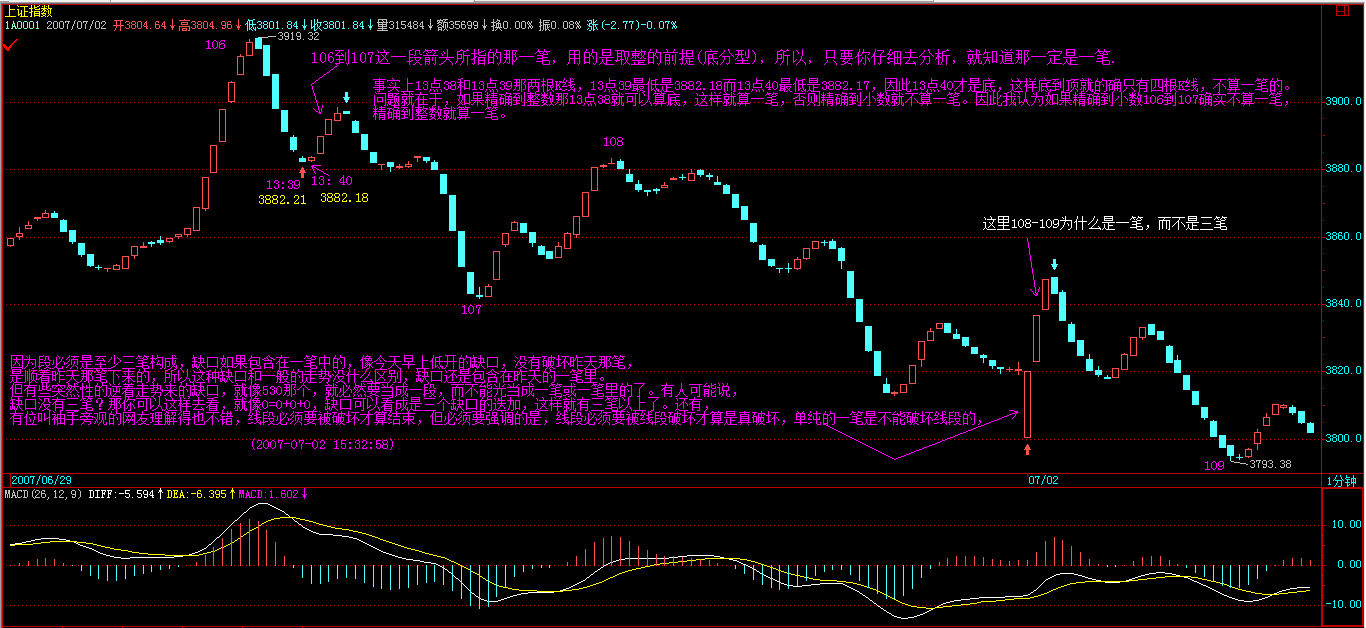 上证指数
1A0001 2007/07/02 开3804.64↓高3804.96↓低3801.84↓收3801.84↓量315484↓额35699↓换0.00% 振0.08% 涨(-2.77)-0.07%
106
3919.32
106到107这一段箭头所指的那一笔，用的是取整的前提(底分型)，所以，只要你仔细去分析，就知道那一定是一笔.
事实上13点38和13点39那两根K线，13点39最低是3882.18而13点40最低是3882.17，因此13点40才是底，这样底到顶就的确只有四根K线，不算一笔的。
问题就在于，如果精确到整数那13点38就可以算底，这样就算一笔，否则精确到小数就不算一笔。因此我认为如果精确到小数106到107确实不算一笔，
精确到整数就算一笔。
3900.0
108
3880.0
13:39
13: 40
3882.21
3882.18
这里108-109为什么是一笔，而不是三笔
3860.0
107
3840.0
因为段必须是至少三笔构成，缺口如果包含在一笔中的，像今天早上低开的缺口，没有破坏昨天那笔，
是顺着昨天那笔下来的，所以这种缺口和一般的走势没什么区别，缺口还是包含在昨天的一笔里。
但有些突然性的逆着走势来的缺口，就像530那个，就必然要当成一段，而不能光当成一笔或一笔里的了。有人可能说，
缺口没有三笔？那你可以这样去看，就像0=0+0+0，缺口可以看成是三个缺口的迭加，这样就有三笔以上了。还有，
有位叫袖手旁观的网友理解得也不错，线段必须要被破坏才算结束，但必须要强调的是，线段必须要被线段破坏才算是真破坏，单纯的一笔是不能破坏线段的，
(2007-07-02 15:32:58)
3820.0
3800.0
109
3793.38
2007/06/29
07/02
1分钟
MACD(26,12,9) DIFF:-5.594↑DEA:-6.395↑MACD:1.602↓
10.00
0.00
-10.00